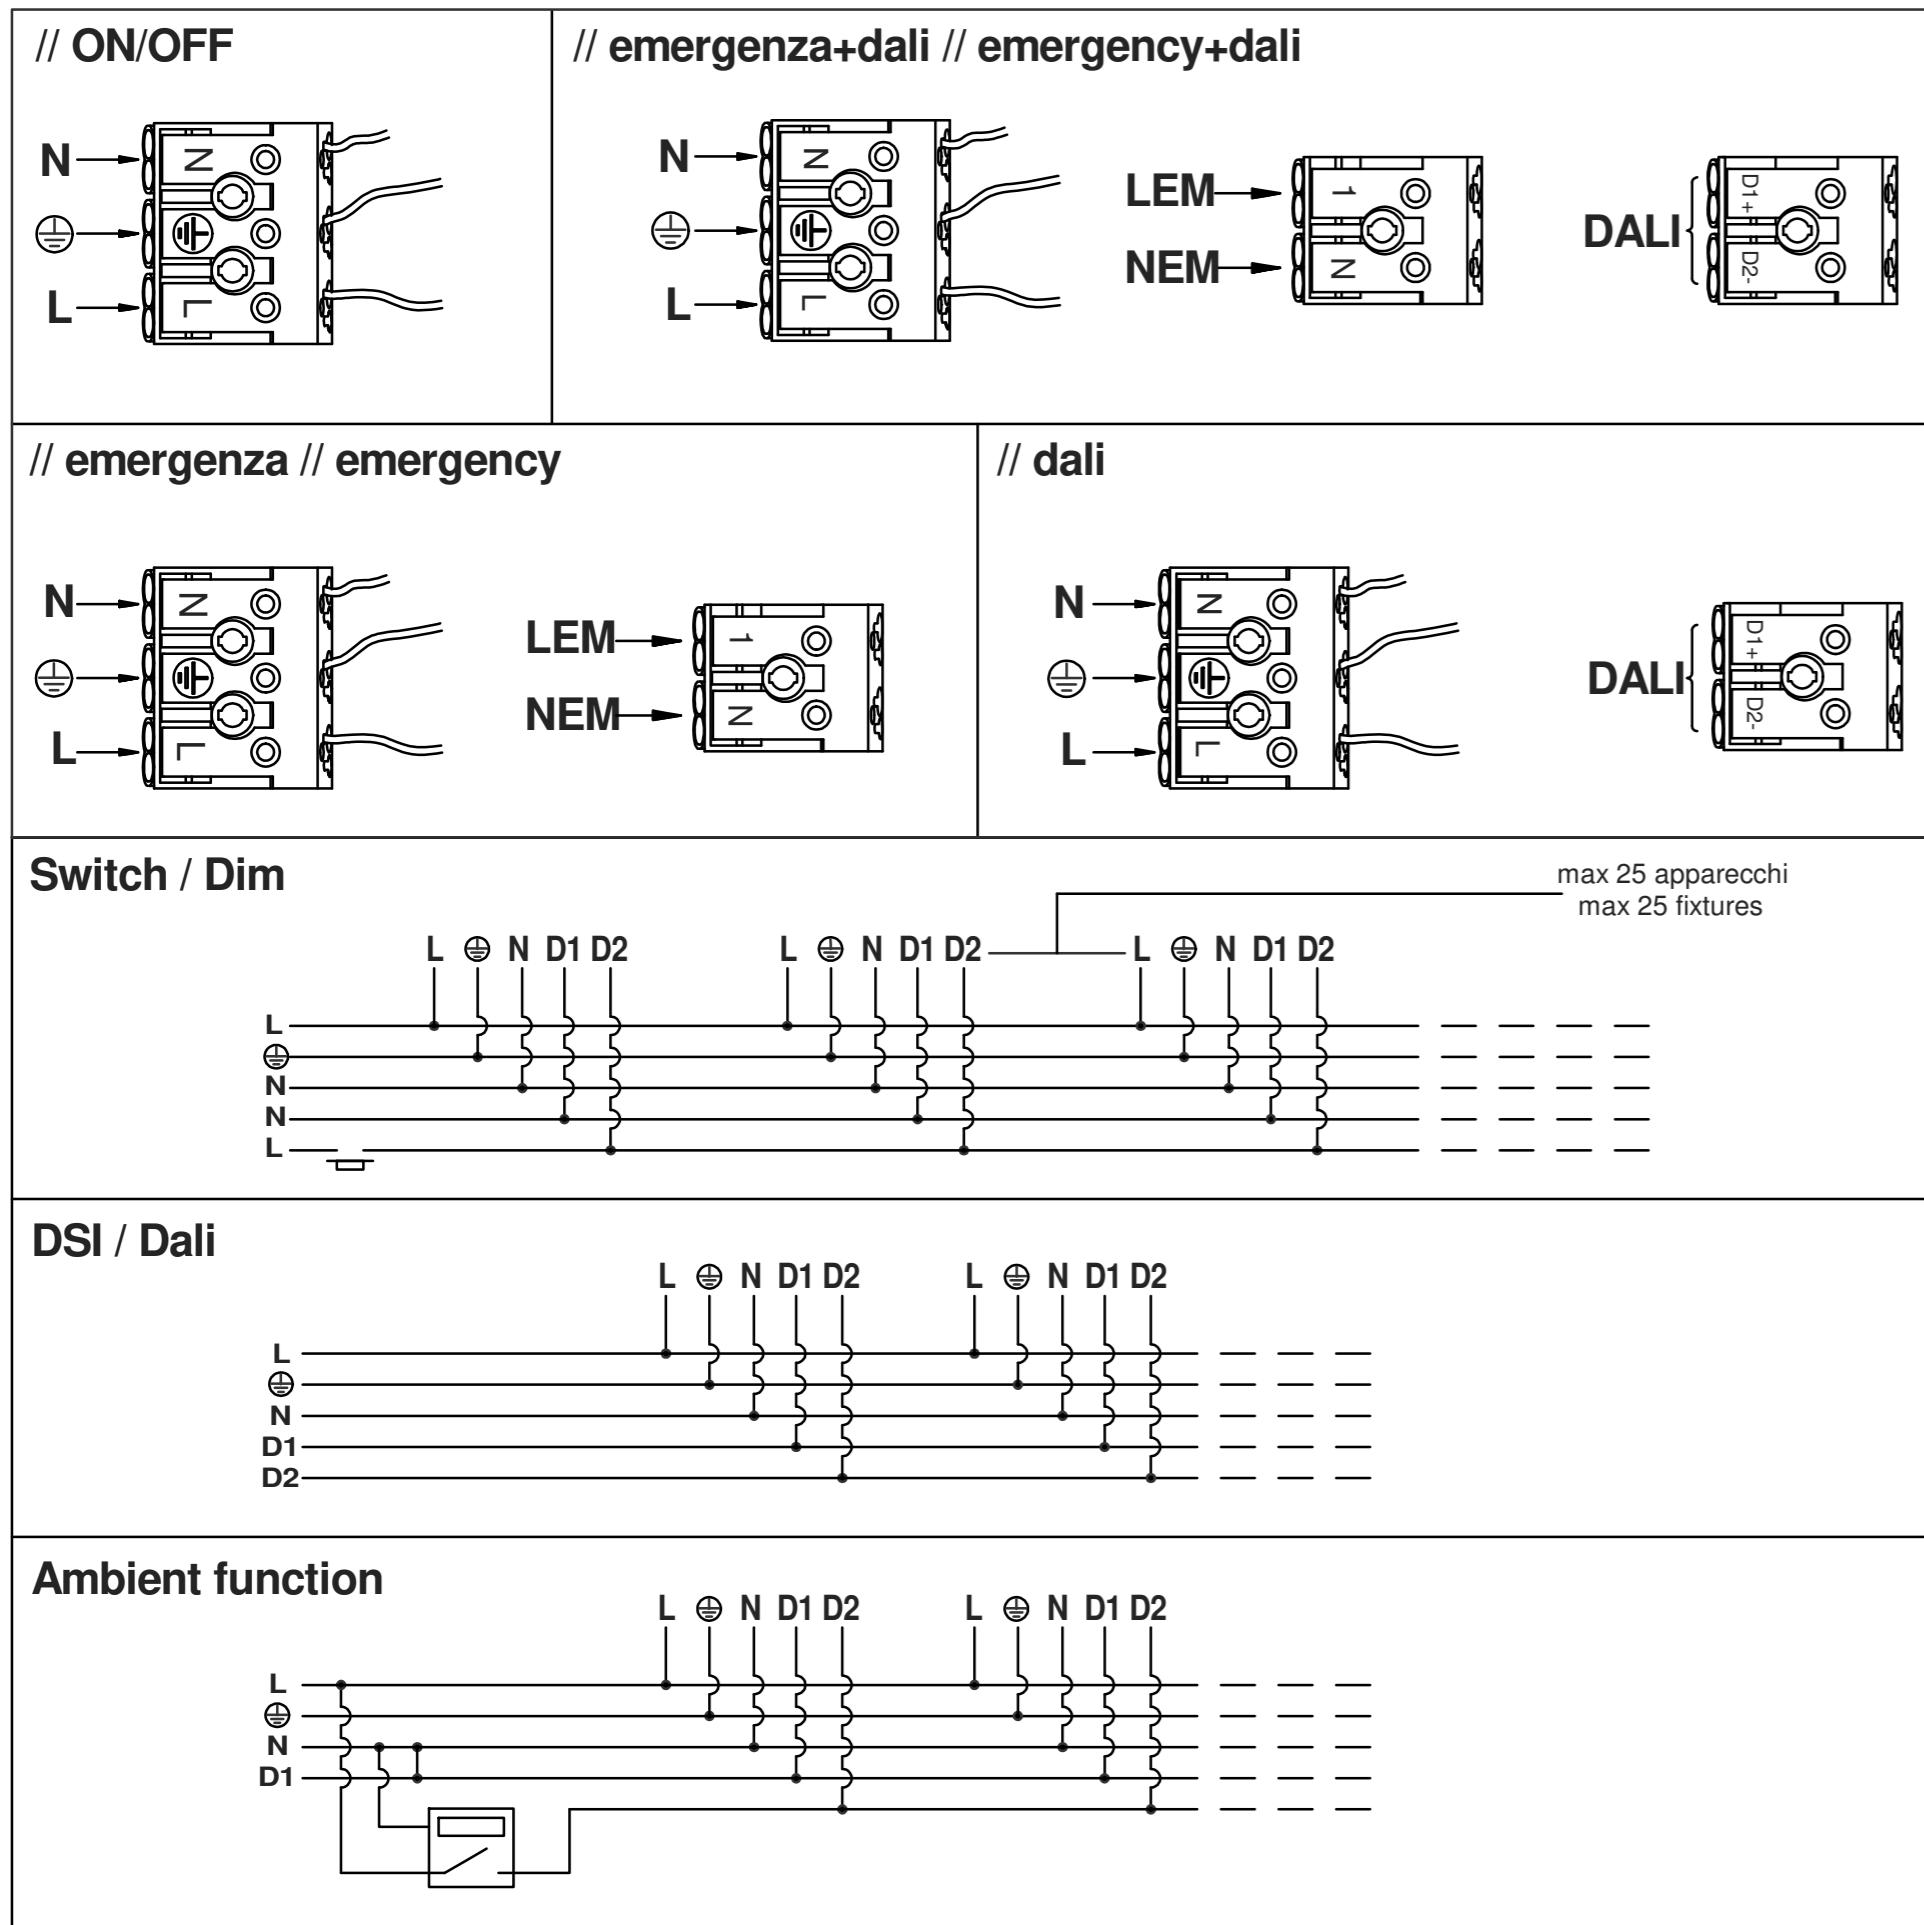 // ON/OFF
N
N
L
L
// emergenza+dali // emergency+dali
N
N
L
L
LEM
1
NEM
N
DALI
D1 +
D2-
// emergenza // emergency
N
N
L
L
LEM
1
NEM
N
// dali
N
N
L
L
DALI
D1 +
D2-
Switch / Dim
max 25 apparecchi
max 25 fixtures
L N D1 D2 L N D1 D2 L N D1 D2
L
N
N
L
DSI / Dali
L N D1 D2 L N D1 D2
L
N
D1
D2
Ambient function
L N D1 D2 L N D1 D2
L
N
D1